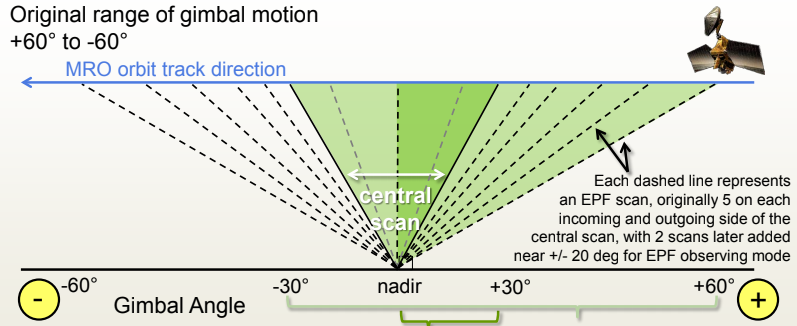 Original range of gimbal motion
+60° to -60°
MRO orbit track direction
central
scan
Each dashed line represents
an EPF scan, originally 5 on each
incoming and outgoing side of the
central scan, with 2 scans later added
near +/- 20 deg for EPF observing mode
- -60° -30° nadir +30° +60° +
Gimbal Angle